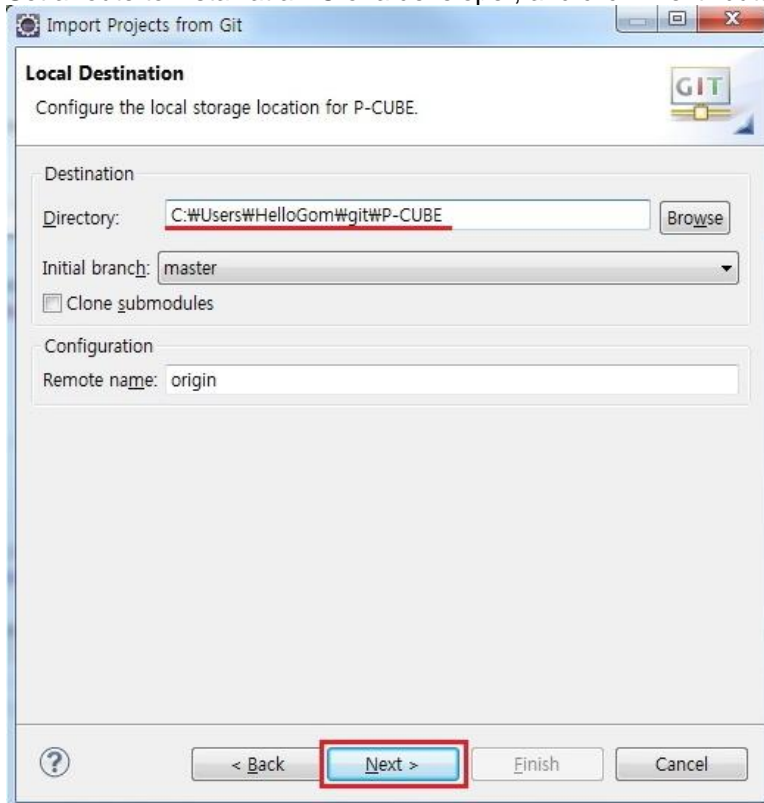 Import Projects from Git
Local Destination
Configure the local storage location for P-CUBE.
GIT
Destination
Directory: C:₩Users₩HelloGom₩git₩P-CUBE Browse
Initial branch: master
Clone submodules
Configuration
Remote name: origin
< Back Next > Finish Cancel